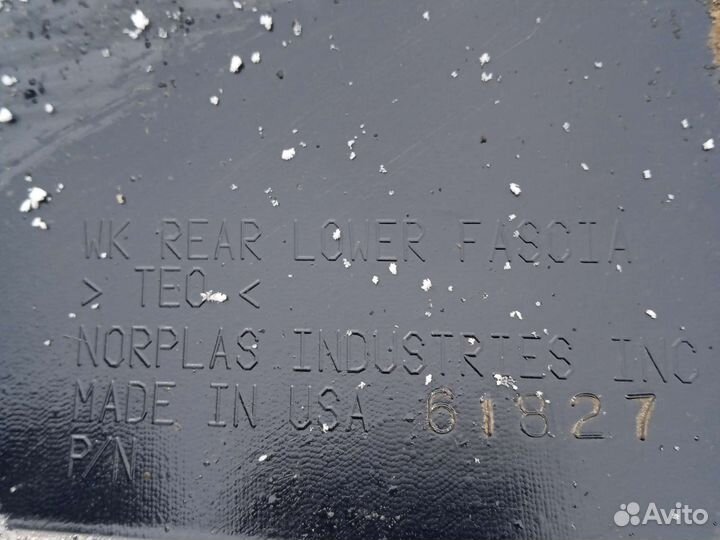 WK REAR LOWER FASCIA
> TEO <
NORPLAS INDUSTRIES INC
MADE IN USA 61827
P/N
Avito